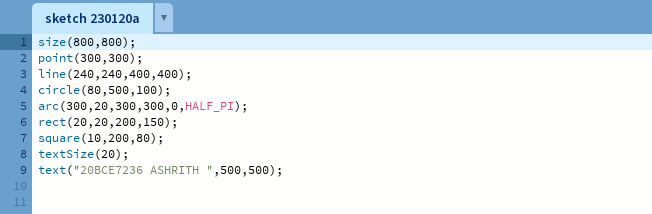 sketch 230120a ▼
1 size(800,800);
2 point(300,300);
3 line(240,240,400,400);
4 circle(80,500,100);
5 arc(300,20,300,300,0,HALF_PI);
6 rect(20,20,200,150);
7 square(10,200,80);
8 textSize(20);
9 text("20BCE7236 ASHRITH ",500,500);
10
11